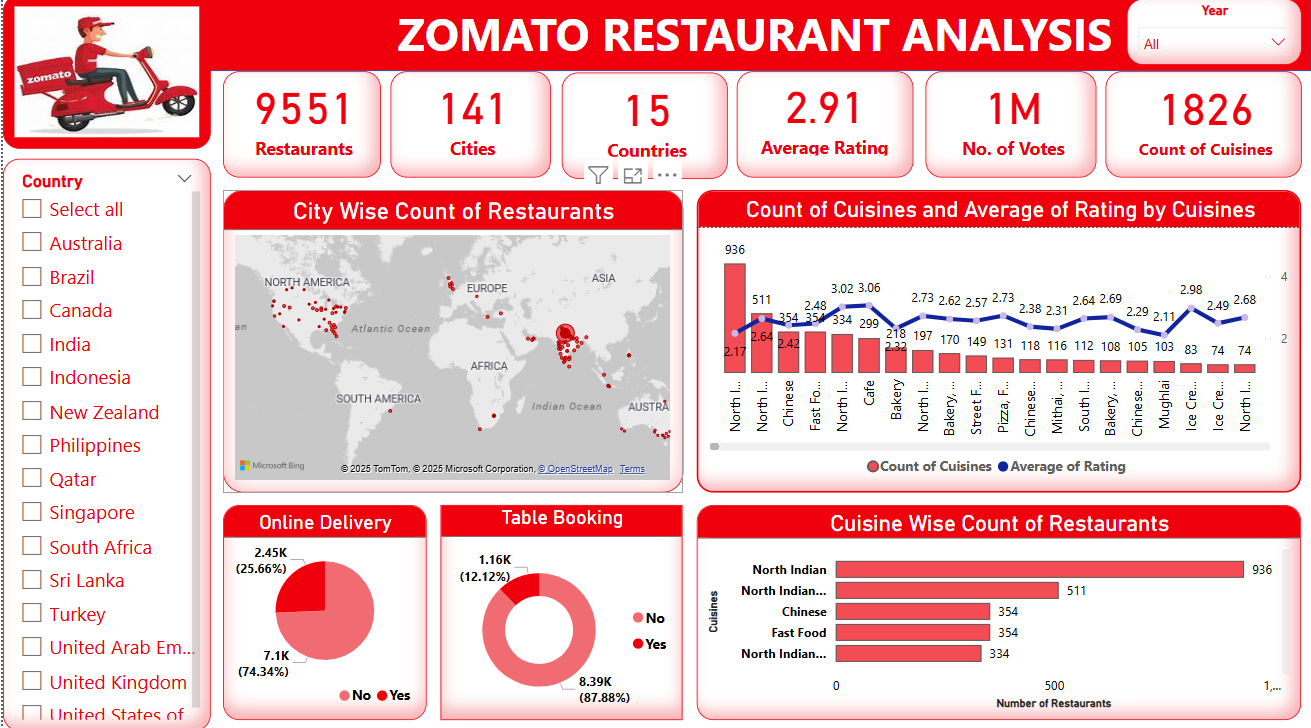 ZOMATO RESTAURANT ANALYSIS
Year
All
zomato
9551
Restaurants
141
Cities
15
Countries
2.91
Average Rating
1M
No. of Votes
1826
Count of Cuisines
Country
Select all
Australia
Brazil
Canada
India
Indonesia
New Zealand
Philippines
Qatar
Singapore
South Africa
Sri Lanka
Turkey
United Arab Em...
United Kingdom
United States of
City Wise Count of Restaurants
NORTH AMERICA
EUROPE
ASIA
an
Atlantic Ocean
AFRICA
SOUTH AMERICA
Indian Ocean
AUSTRA
Microsoft Bing
© 2025 TomTom, © 2025 Microsoft Corporation, © OpenStreetMap Terms
Count of Cuisines and Average of Rating by Cuisines
936 511 354 354 334 299 218 197 170 149 131 118 116 112 108 105 103 83 74 74
2.17 2.64 2.42 2.48 3.02 3.06 2.32 2.73 2.62 2.57 2.73 2.38 2.31 2.64 2.69 2.29 2.11 2.98 2.49 2.68
4
2
North I...
North I...
Chinese
Fast Fo...
North I...
Cafe
Bakery
North I...
Bakery, ...
Street F...
Pizza, F...
Chinese...
Mithai, ...
South I...
Bakery, ...
Chinese...
Mughlai
Ice Cre...
Ice Cre...
North I...
Count of Cuisines Average of Rating
Online Delivery
2.45K
(25.66%)
7.1K
(74.34%)
No Yes
Table Booking
1.16K
(12.12%)
No
Yes
8.39K
(87.88%)
Cuisine Wise Count of Restaurants
Cuisines
North Indian 936
North Indian... 511
Chinese 354
Fast Food 354
North Indian... 334
0 500 1,...
Number of Restaurants